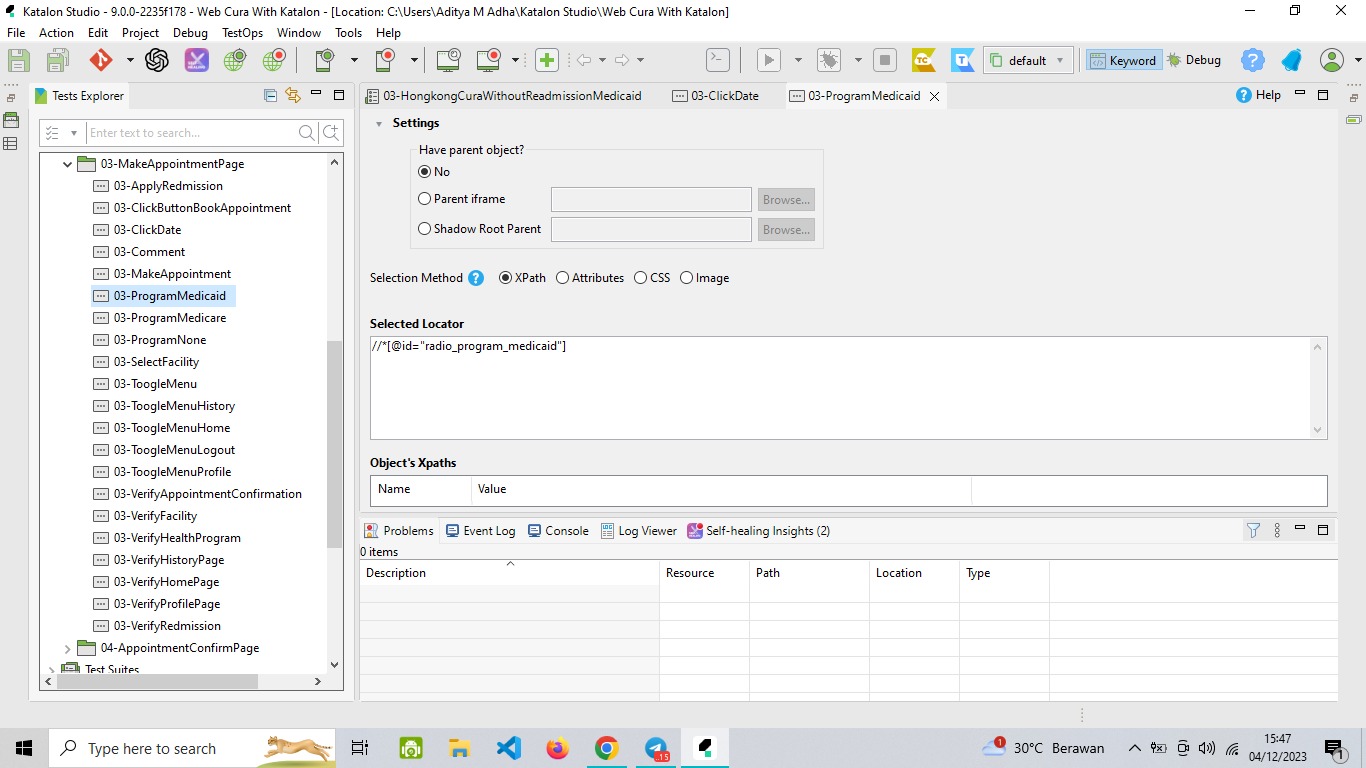 Katalon Studio - 9.0.0-2235f178 - Web Cura With Katalon - [Location: C:\Users\Aditya M Adha\Katalon Studio\Web Cura With Katalon]
File Action Edit Project Debug TestOps Window Tools Help
default Keyword Debug
Tests Explorer
03-HongkongCuraWithoutReadmissionMedicaid 03-ClickDate 03-ProgramMedicaid Help
Enter text to search...
03-MakeAppointmentPage
03-ApplyRedmission
03-ClickButtonBookAppointment
03-ClickDate
03-Comment
03-MakeAppointment
03-ProgramMedicaid
03-ProgramMedicare
03-ProgramNone
03-SelectFacility
03-ToogleMenu
03-ToogleMenuHistory
03-ToogleMenuHome
03-ToogleMenuLogout
03-ToogleMenuProfile
03-VerifyAppointmentConfirmation
03-VerifyFacility
03-VerifyHealthProgram
03-VerifyHistoryPage
03-VerifyHomePage
03-VerifyProfilePage
03-VerifyRedmission
04-AppointmentConfirmPage
Test Suites
Settings
Have parent object?
No
Parent iframe Browse...
Shadow Root Parent Browse...
Selection Method XPath Attributes CSS Image
Selected Locator
//*[@id="radio_program_medicaid"]
Object's Xpaths
Name Value
Problems Event Log Console Log Viewer Self-healing Insights (2)
0 items
Description Resource Path Location Type
Type here to search
30°C Berawan
15:47
04/12/2023